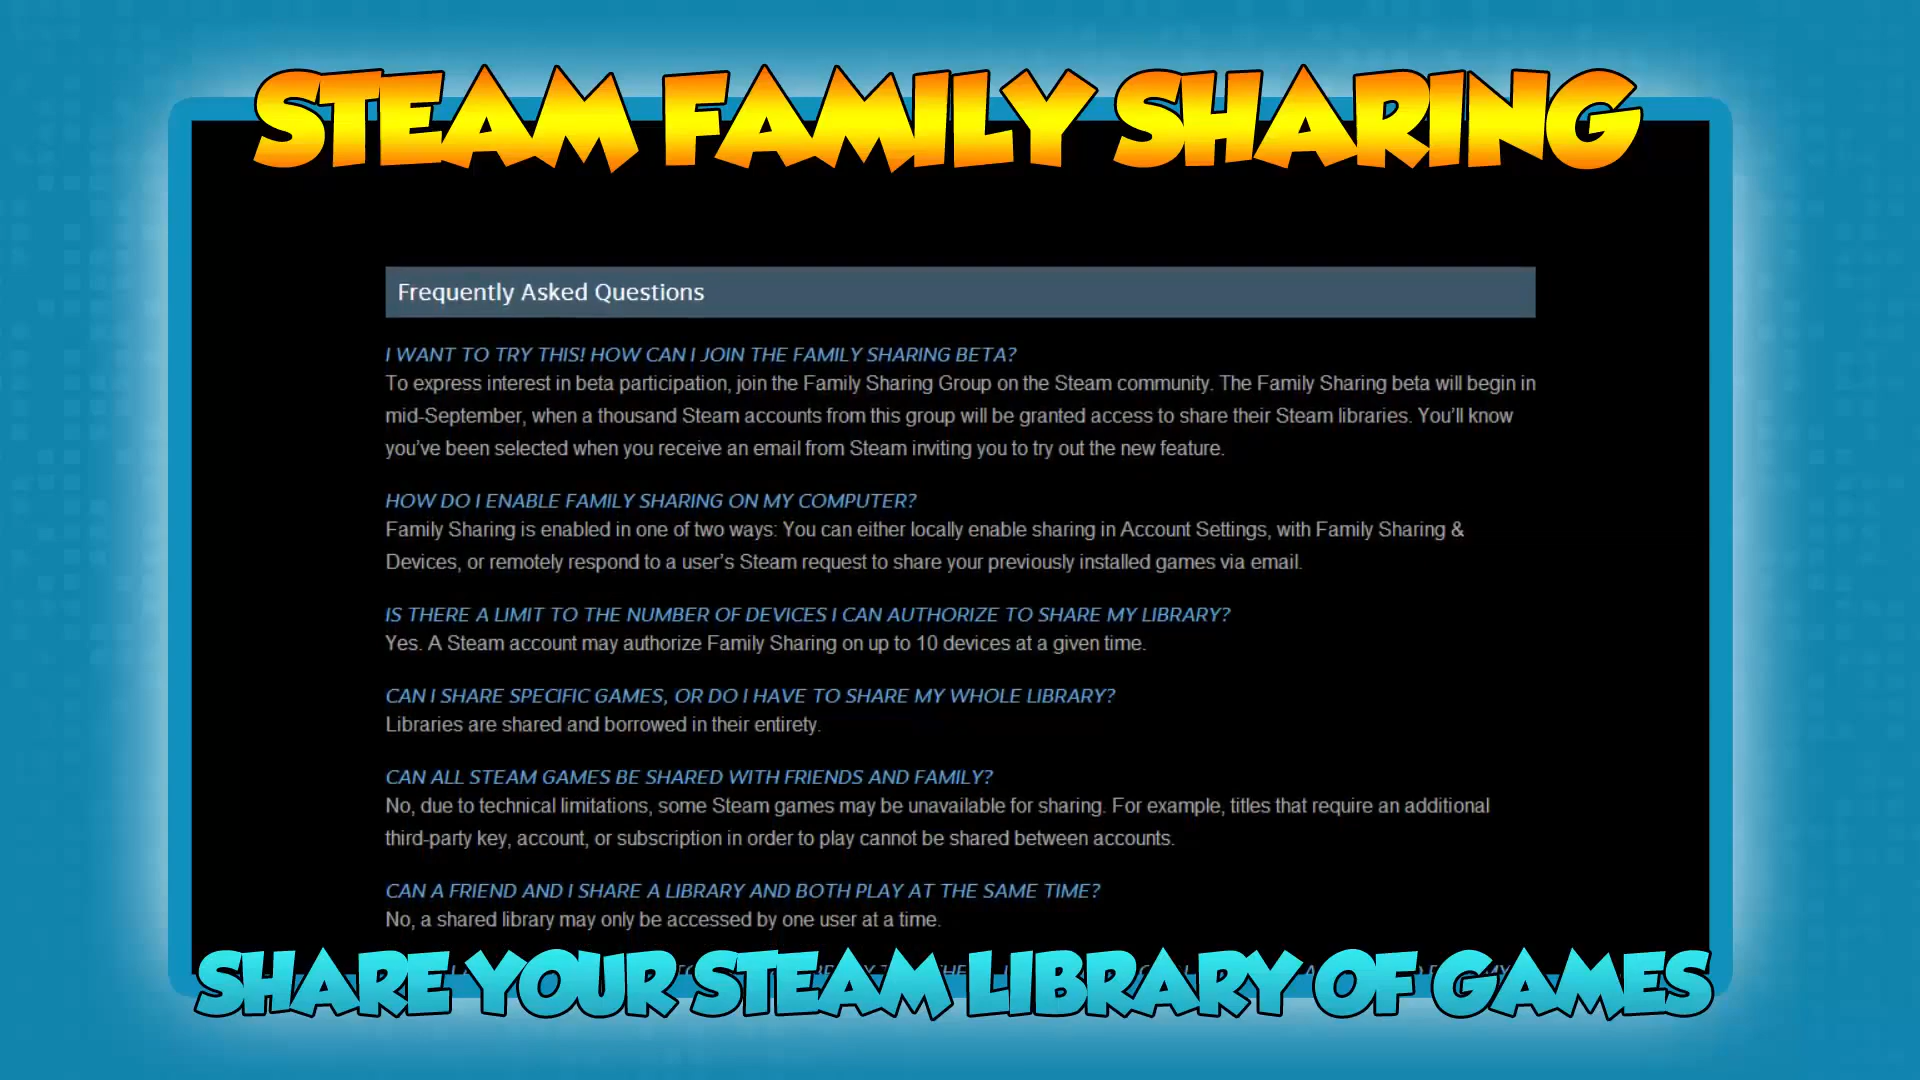 STEAM FAMILY SHARING
Frequently Asked Questions
I WANT TO TRY THIS! HOW CAN I JOIN THE FAMILY SHARING BETA?
To express interest in beta participation, join the Family Sharing Group on the Steam community. The Family Sharing beta will begin in
mid-September, when a thousand Steam accounts from this group will be granted access to share their Steam libraries. You'll know
you've been selected when you receive an email from Steam inviting you to try out the new feature.
HOW DO I ENABLE FAMILY SHARING ON MY COMPUTER?
Family Sharing is enabled in one of two ways: You can either locally enable sharing in Account Settings, with Family Sharing &
Devices, or remotely respond to a user's Steam request to share your previously installed games via email.
IS THERE A LIMIT TO THE NUMBER OF DEVICES I CAN AUTHORIZE TO SHARE MY LIBRARY?
Yes. A Steam account may authorize Family Sharing on up to 10 devices at a given time.
CAN I SHARE SPECIFIC GAMES, OR DO I HAVE TO SHARE MY WHOLE LIBRARY?
Libraries are shared and borrowed in their entirety.
CAN ALL STEAM GAMES BE SHARED WITH FRIENDS AND FAMILY?
No, due to technical limitations, some Steam games may be unavailable for sharing. For example, titles that require an additional
third-party key, account, or subscription in order to play cannot be shared between accounts.
CAN A FRIEND AND I SHARE A LIBRARY AND BOTH PLAY AT THE SAME TIME?
No, a shared library may only be accessed by one user at a time.
SHARE YOUR STEAM LIBRARY OF GAMES